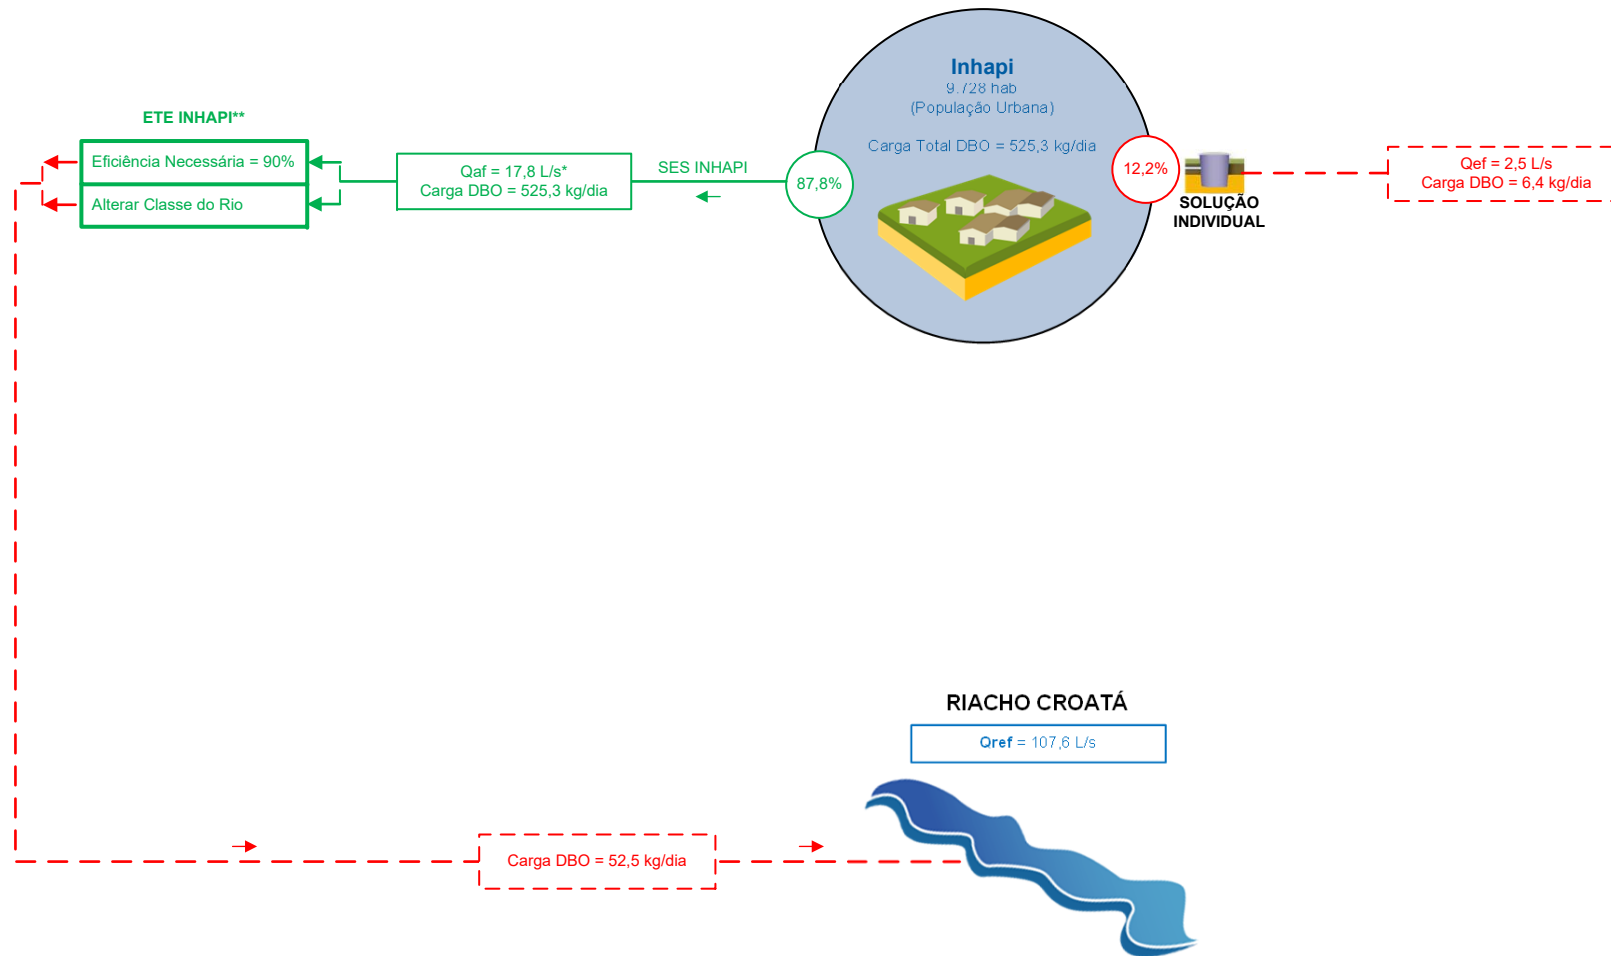 Inhapi
9.728 hab
(População Urbana)
Carga Total DBO = 525,3 kg/dia
ETE INHAPI**
Eficiência Necessária = 90%
Alterar Classe do Rio
Qaf = 17,8 L/s*
Carga DBO = 525,3 kg/dia
SES INHAPI
87,8%
12,2%
SOLUÇÃO
INDIVIDUAL
Qef = 2,5 L/s
Carga DBO = 6,4 kg/dia
RIACHO CROATÁ
Qref = 107,6 L/s
Carga DBO = 52,5 kg/dia